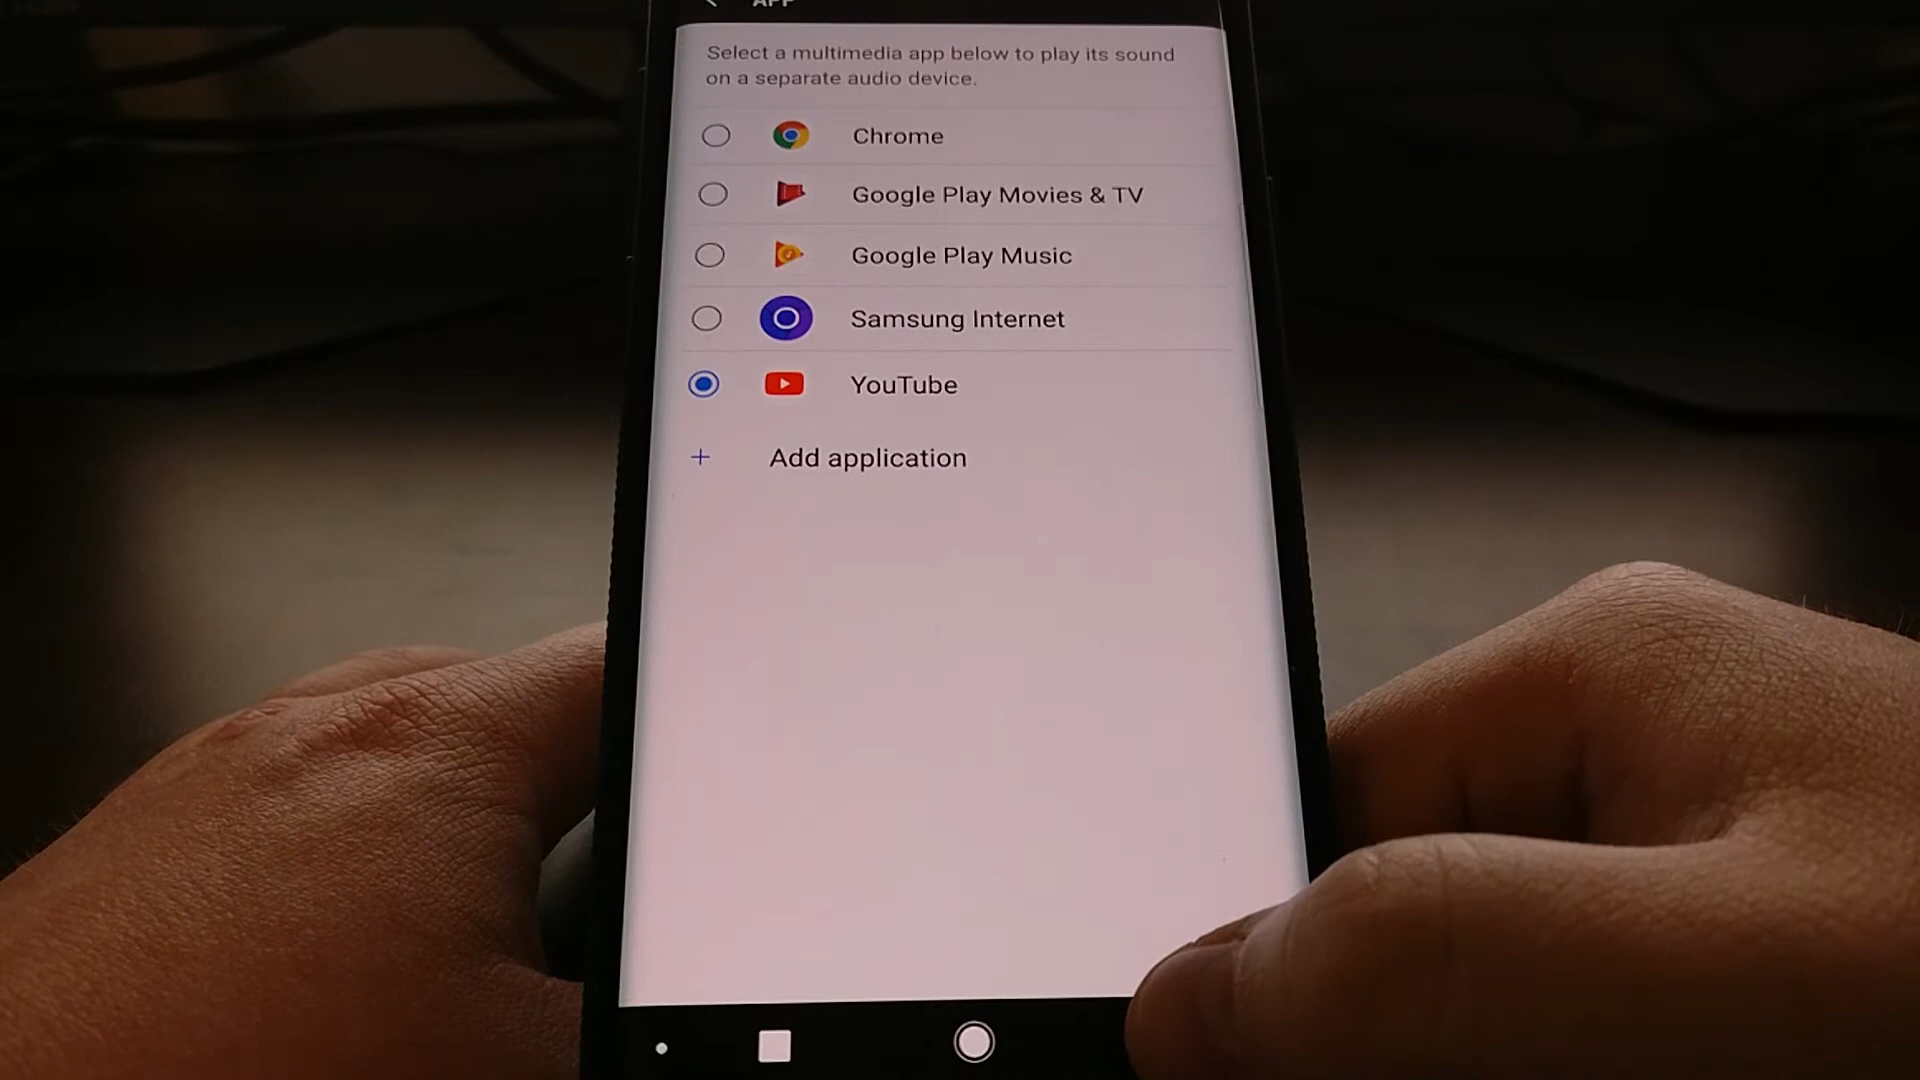 APP
Select a multimedia app below to play its sound
on a separate audio device.
Chrome
Google Play Movies & TV
Google Play Music
Samsung Internet
YouTube
+ Add application